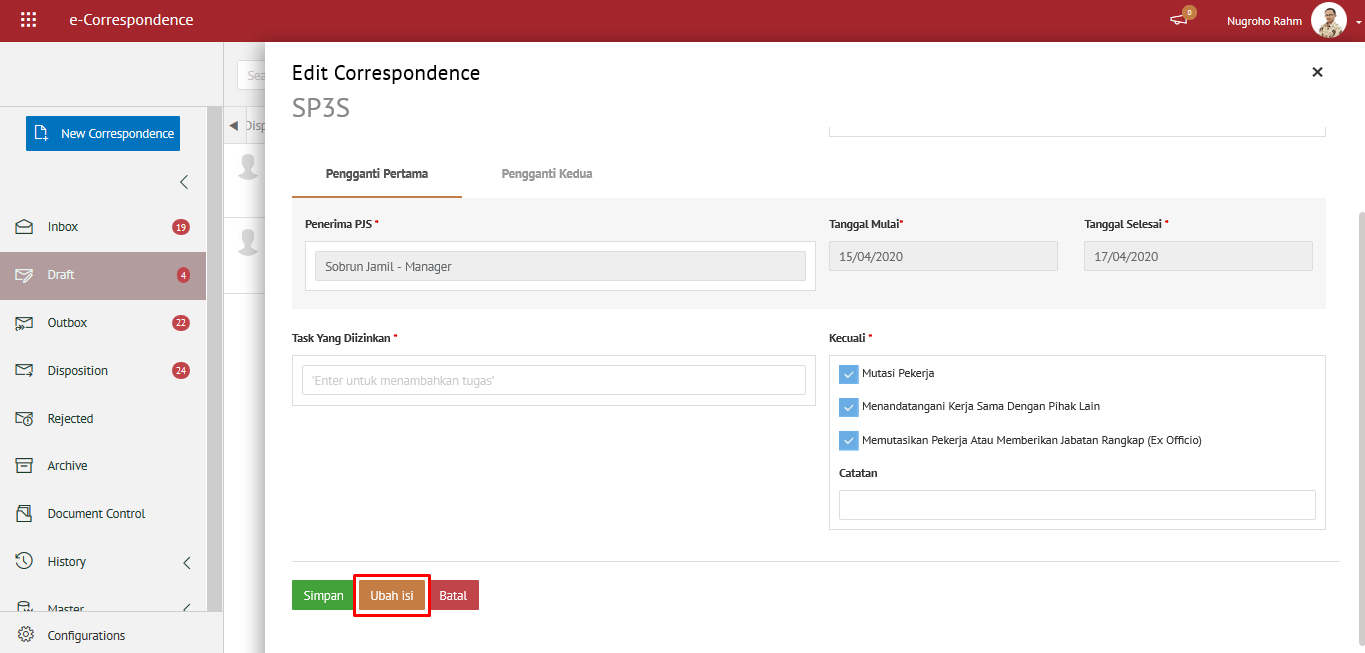 e-Correspondence
0
Nugroho Rahm
Edit Correspondence
SP3S
Sea
New Correspondence
Disp
Inbox
19
Draft
4
Outbox
22
Disposition
24
Rejected
Archive
Document Control
History
Master
Configurations
Pengganti Pertama
Pengganti Kedua
Penerima PJS *
Tanggal Mulai*
Tanggal Selesai *
Sobrun Jamil - Manager
15/04/2020
17/04/2020
Task Yang Diizinkan *
Kecuali *
'Enter untuk menambahkan tugas'
Mutasi Pekerja
Menandatangani Kerja Sama Dengan Pihak Lain
Memutasikan Pekerja Atau Memberikan Jabatan Rangkap (Ex Officio)
Catatan
Simpan
Ubah isi
Batal